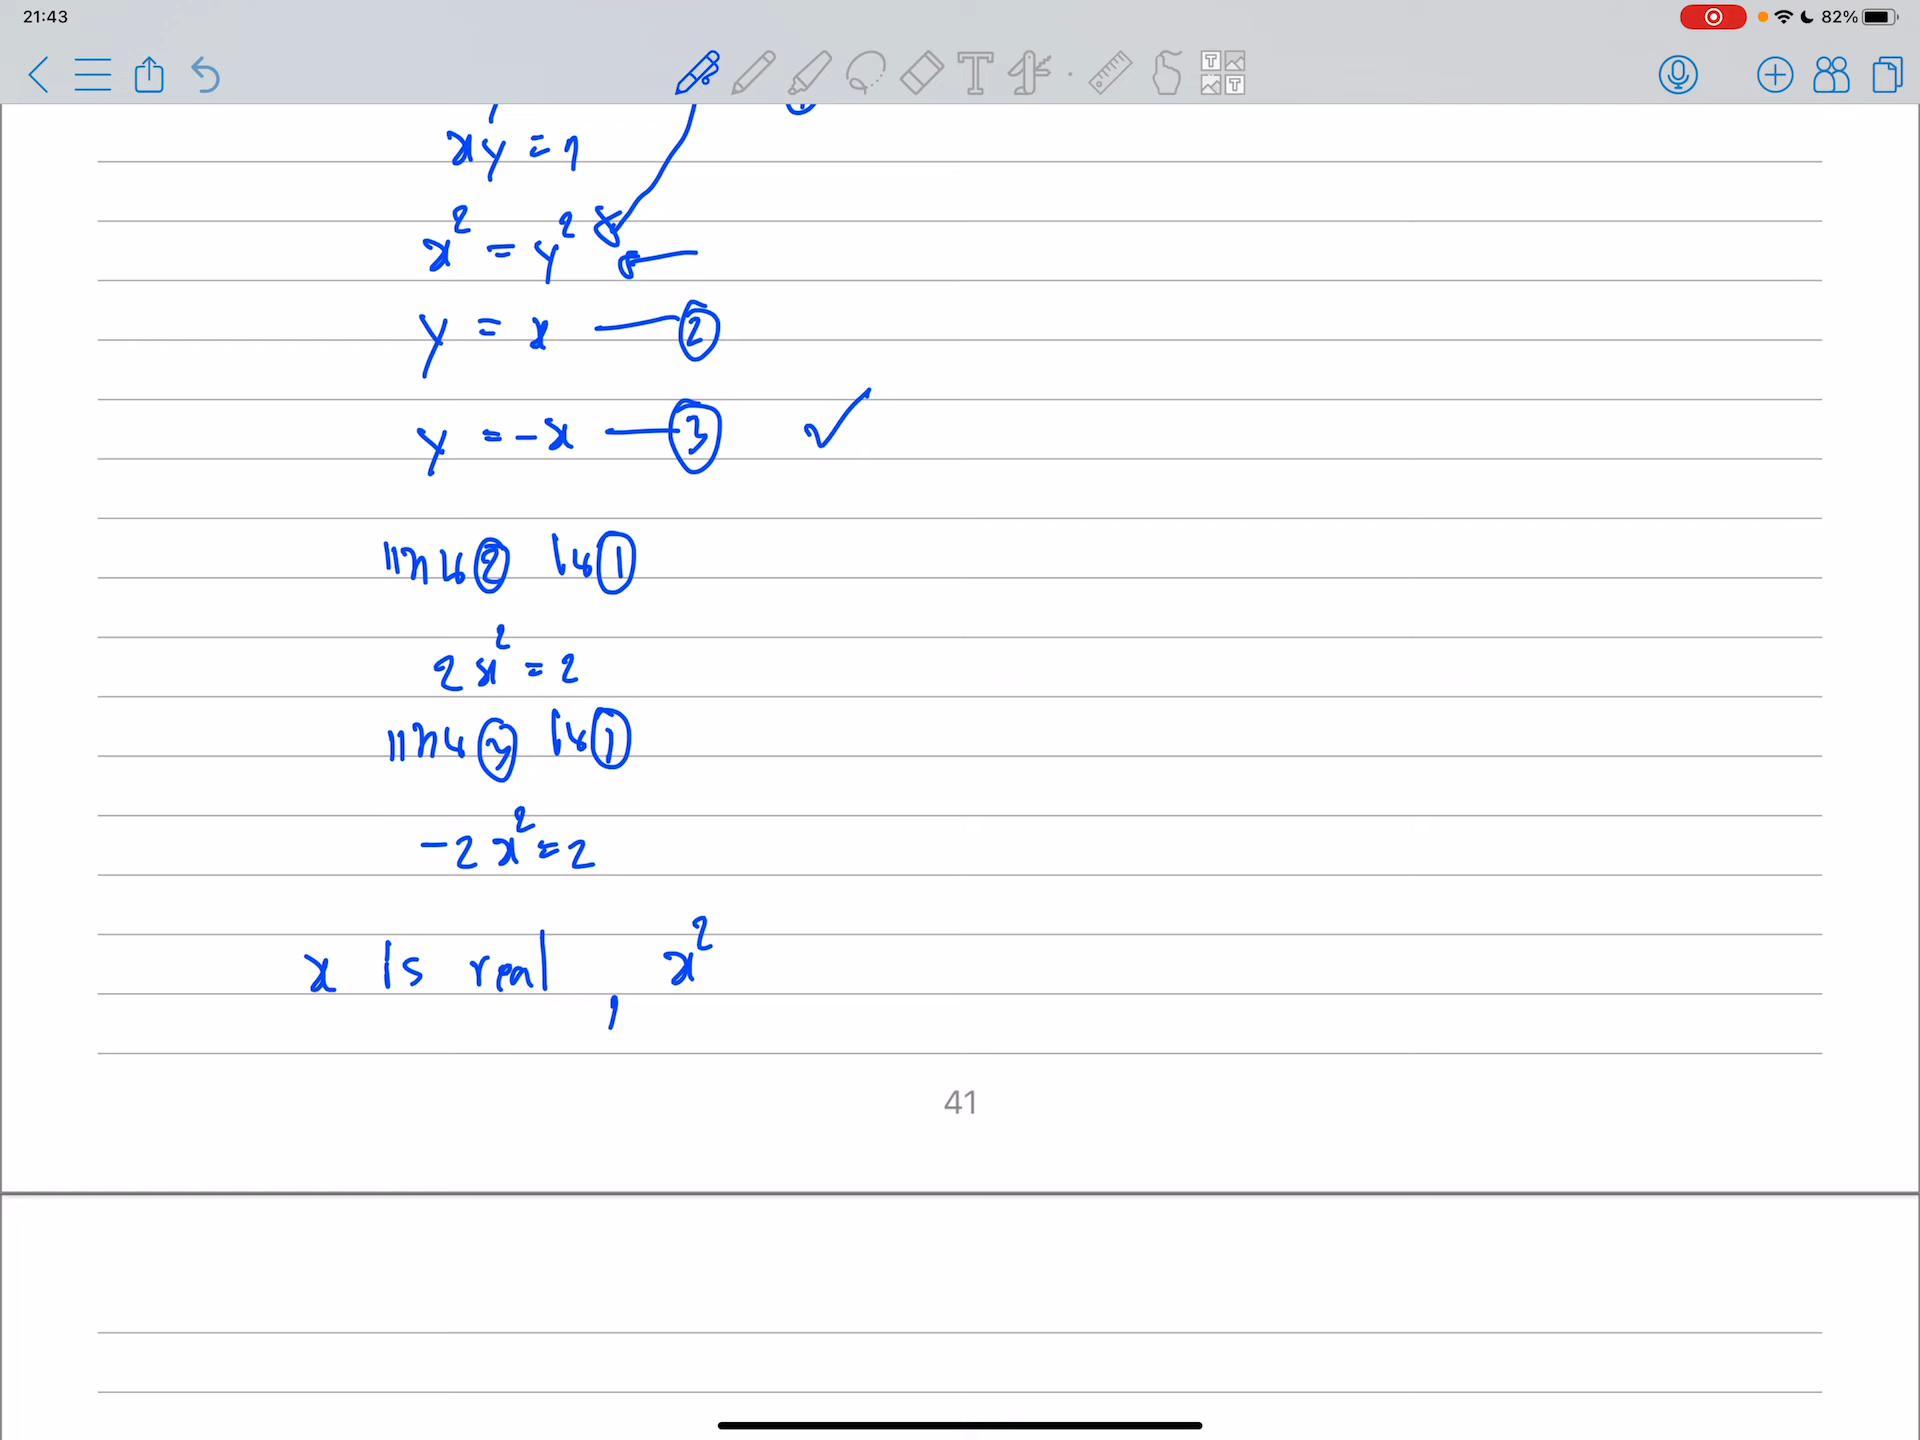 21:43
82%
xy = 1
x² = y²
y = x — ②
y = -x — ③ ✓
แทน ② ใน ①
2x² = 2
แทน ③ ใน ①
-2x² = 2
x is real , x²
41